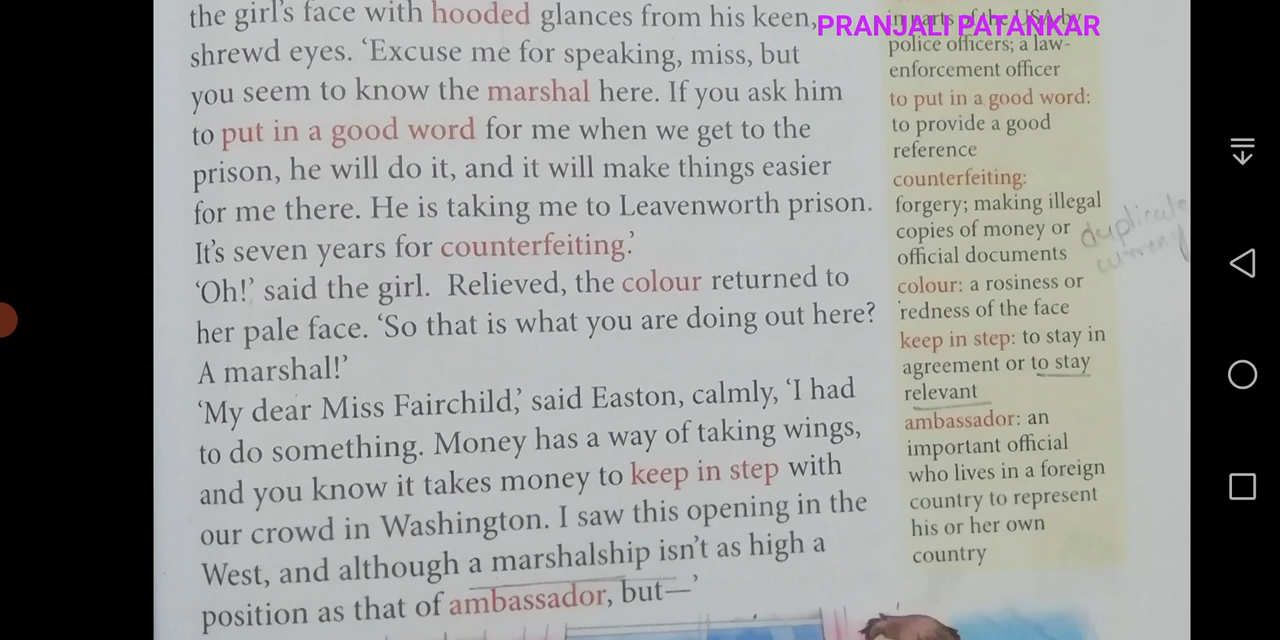 the girl's face with hooded glances from his keen,
shrewd eyes. ‘Excuse me for speaking, miss, but
you seem to know the marshal here. If you ask him
to put in a good word for me when we get to the
prison, he will do it, and it will make things easier
for me there. He is taking me to Leavenworth prison.
It's seven years for counterfeiting.’
‘Oh!’ said the girl. Relieved, the colour returned to
her pale face. ‘So that is what you are doing out here?
A marshal!’
‘My dear Miss Fairchild,’ said Easton, calmly, ‘I had
to do something. Money has a way of taking wings,
and you know it takes money to keep in step with
our crowd in Washington. I saw this opening in the
West, and although a marshalship isn't as high a
position as that of ambassador, but—’
PRANJALI PATANKAR
in parts of the USA by
police officers; a law-
enforcement officer
to put in a good word:
to provide a good
reference
counterfeiting:
forgery; making illegal
copies of money or
official documents
duplicate
currency
colour: a rosiness or
redness of the face
keep in step: to stay in
agreement or to stay
relevant
ambassador: an
important official
who lives in a foreign
country to represent
his or her own
country